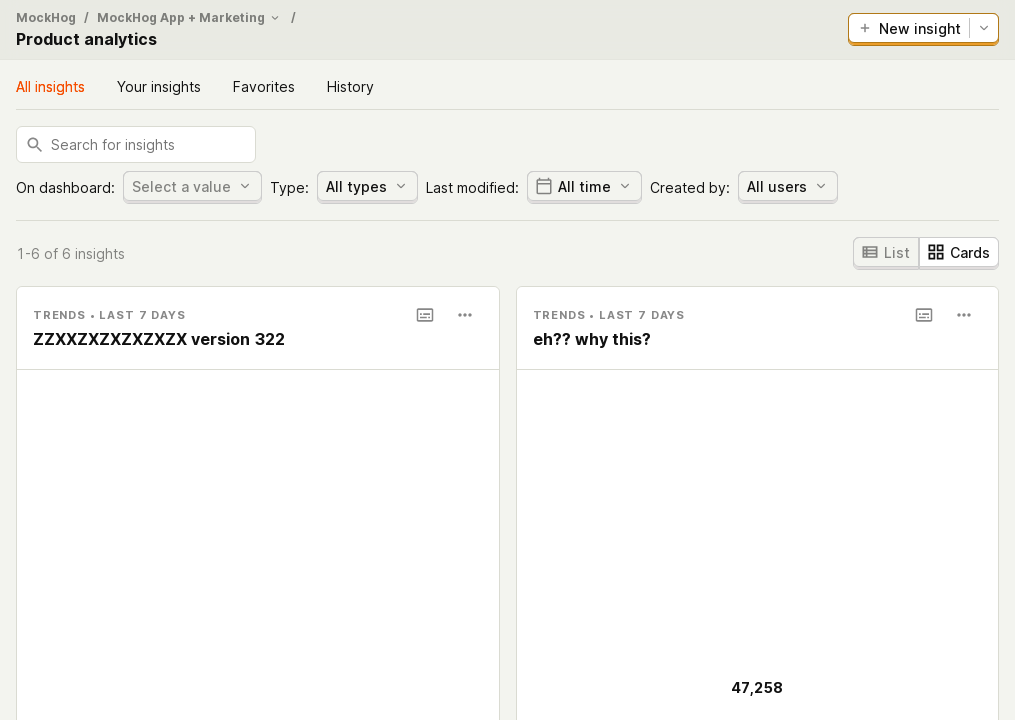 MockHog / MockHog App + Marketing /
Product analytics
New insight
All insights Your insights Favorites History
Search for insights
On dashboard: Select a value Type: All types Last modified: All time Created by: All users
1-6 of 6 insights
List Cards
TRENDS • LAST 7 DAYS
ZZXXZXZXZXZXZX version 322
TRENDS • LAST 7 DAYS
eh?? why this?
47,258